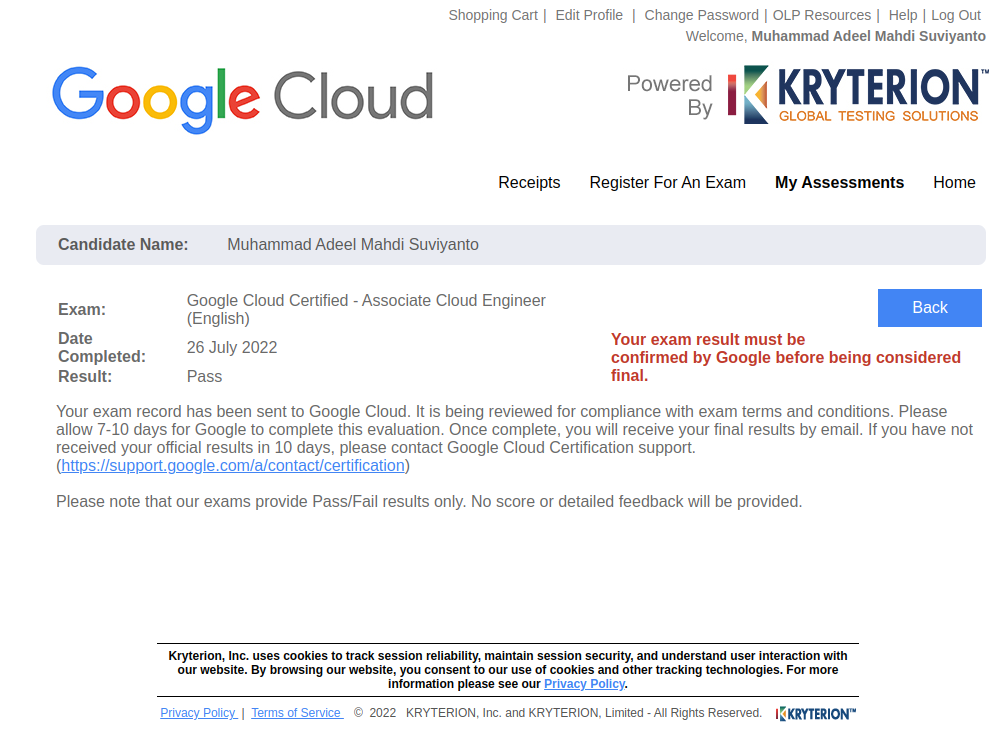 Shopping Cart | Edit Profile | Change Password | OLP Resources | Help | Log Out
Welcome, Muhammad Adeel Mahdi Suviyanto
Google Cloud
Powered By
KRYTERION™
GLOBAL TESTING SOLUTIONS
Receipts Register For An Exam My Assessments Home
Candidate Name: Muhammad Adeel Mahdi Suviyanto
Exam: Google Cloud Certified - Associate Cloud Engineer
(English)
Back
Date
Completed: 26 July 2022
Result: Pass
Your exam result must be
confirmed by Google before being considered
final.
Your exam record has been sent to Google Cloud. It is being reviewed for compliance with exam terms and conditions. Please
allow 7-10 days for Google to complete this evaluation. Once complete, you will receive your final results by email. If you have not
received your official results in 10 days, please contact Google Cloud Certification support.
(https://support.google.com/a/contact/certification)
Please note that our exams provide Pass/Fail results only. No score or detailed feedback will be provided.
Kryterion, Inc. uses cookies to track session reliability, maintain session security, and understand user interaction with
our website. By browsing our website, you consent to our use of cookies and other tracking technologies. For more
information please see our Privacy Policy.
Privacy Policy | Terms of Service © 2022 KRYTERION, Inc. and KRYTERION, Limited - All Rights Reserved. KRYTERION™